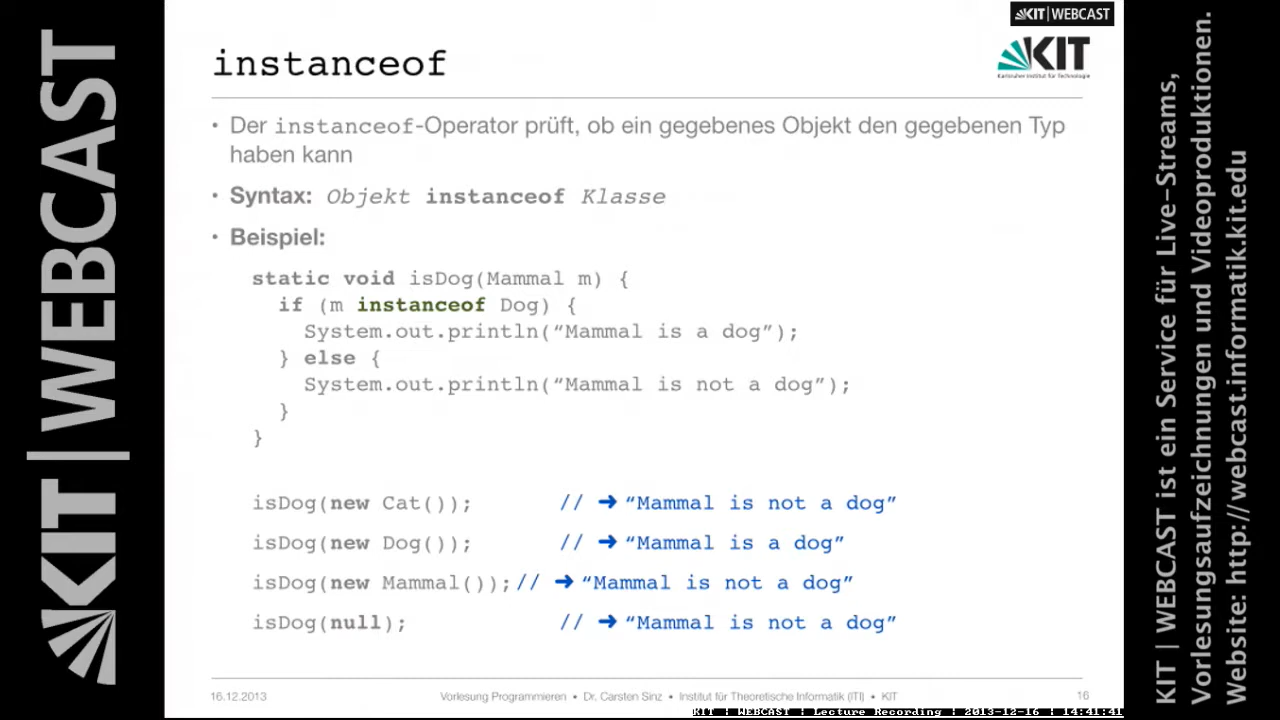 KIT | WEBCAST
KIT | WEBCAST
instanceof
KIT
Karlsruher Institut für Technologie
• Der instanceof-Operator prüft, ob ein gegebenes Objekt den gegebenen Typ
haben kann
• Syntax: Objekt instanceof Klasse
• Beispiel:
static void isDog(Mammal m) {
if (m instanceof Dog) {
System.out.println(“Mammal is a dog”);
} else {
System.out.println(“Mammal is not a dog”);
}
}
isDog(new Cat()); // ➜ “Mammal is not a dog”
isDog(new Dog()); // ➜ “Mammal is a dog”
isDog(new Mammal()); // ➜ “Mammal is not a dog”
isDog(null); // ➜ “Mammal is not a dog”
16.12.2013 Vorlesung Programmieren • Dr. Carsten Sinz • Institut für Theoretische Informatik (ITI) • KIT 16
KIT : WEBCAST : Lecture Recording : 2013-12-16 : 14:41:41
KIT | WEBCAST ist ein Service für Live-Streams,
Vorlesungsaufzeichnungen und Videoproduktionen.
Website: http://webcast.informatik.kit.edu